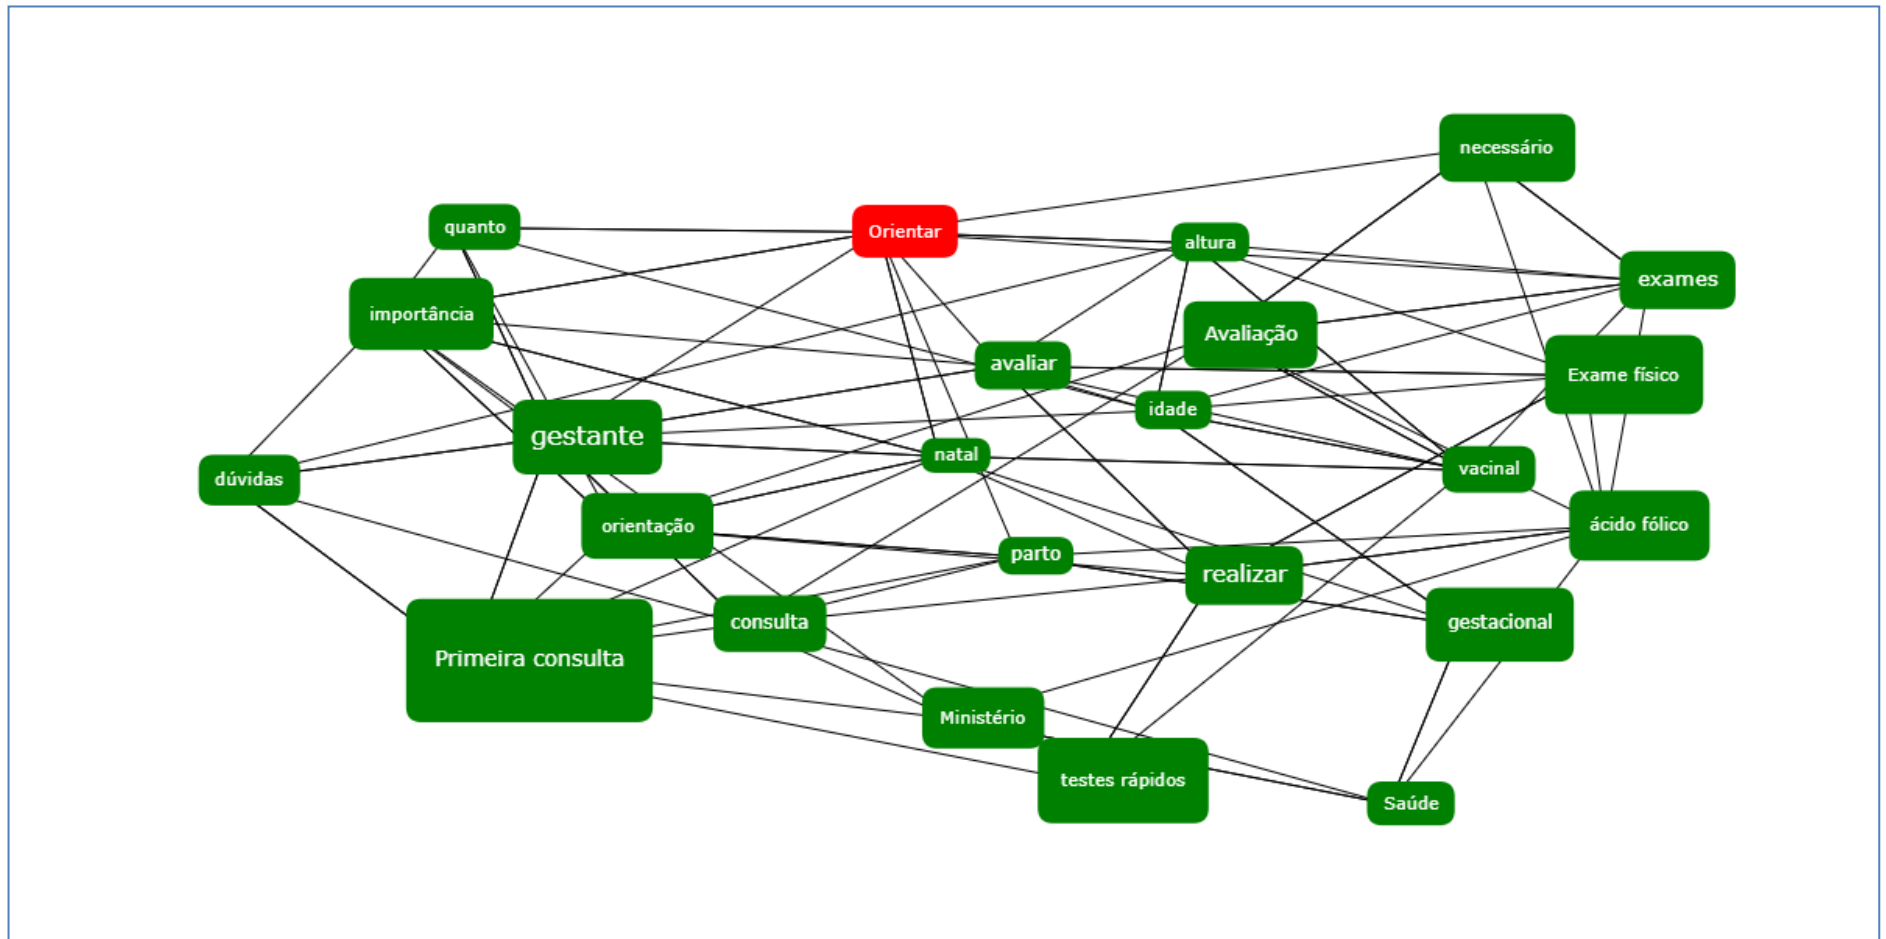 necessário
quanto
Orientar
altura
exames
importância
Avaliação
avaliar
Exame físico
idade
gestante
natal
vacinal
dúvidas
orientação
ácido fólico
parto
realizar
consulta
gestacional
Primeira consulta
Ministério
testes rápidos
Saúde